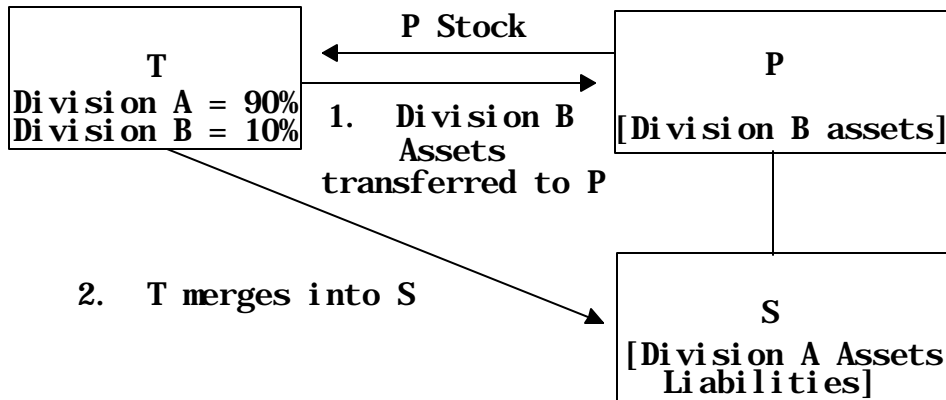 P Stock
T
Division A = 90%
Division B = 10%
P
[Division B assets]
1. Division B
Assets
transferred to P
2. T merges into S
S
[Division A Assets
Liabilities]